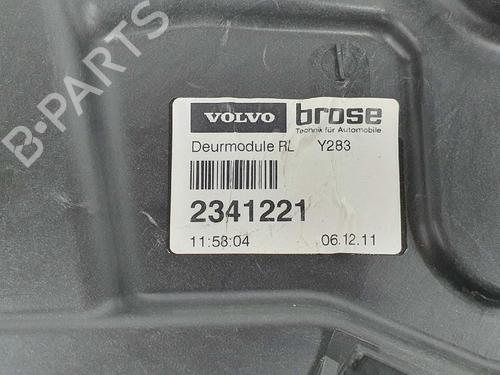 B-PARTS
VOLVO brose
Technik für Automobile
Deurmodule RL Y283
2341221
11:58:04 06.12.11